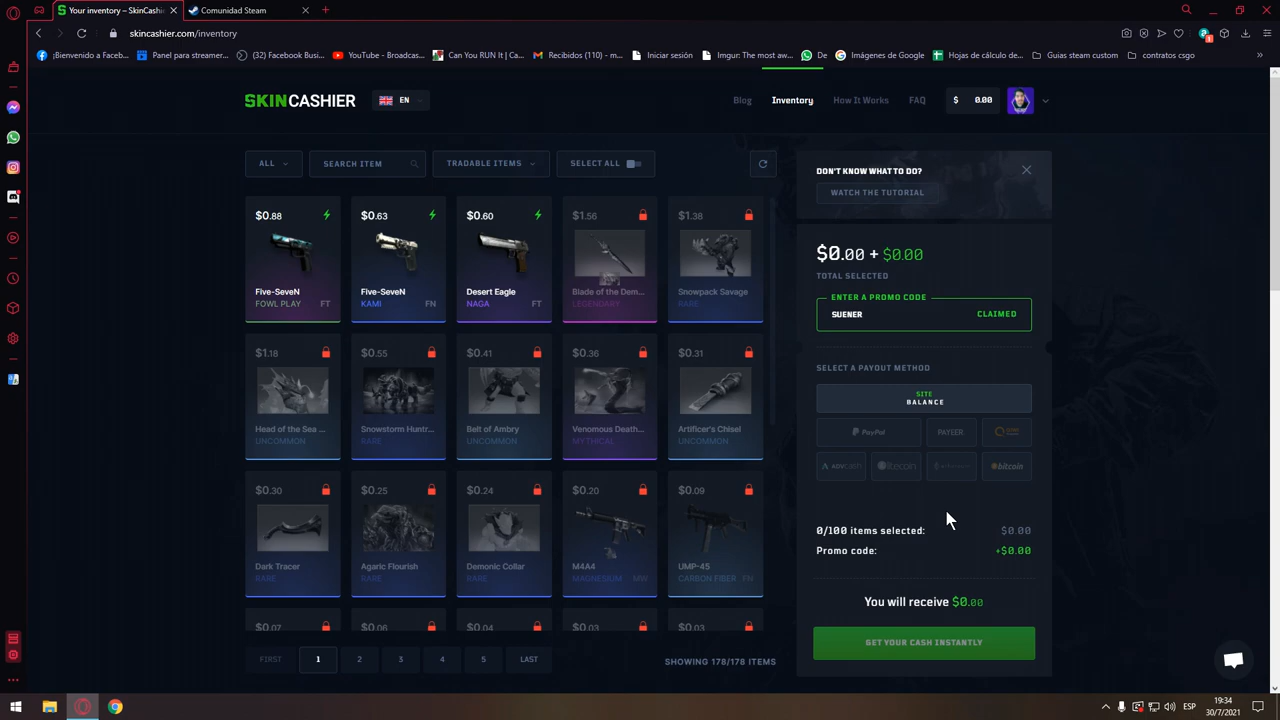 Your inventory – SkinCashier
Comunidad Steam
skincashier.com/inventory
¡Bienvenido a Faceb...
Panel para streamer...
(32) Facebook Busi...
YouTube - Broadcas...
Can You RUN It | Can...
Recibidos (110) - m...
Iniciar sesión
Imgur: The most aw...
De
Imágenes de Google
Hojas de cálculo de...
Guias steam custom
contratos csgo
SKINCASHIER
EN
Blog
Inventory
How It Works
FAQ
$ 0.00
ALL
SEARCH ITEM
TRADABLE ITEMS
SELECT ALL
$0.88
Five-SeveN
FOWL PLAY FT
$0.63
Five-SeveN
KAMI FN
$0.60
Desert Eagle
NAGA FT
$1.56
Blade of the Dem...
LEGENDARY
$1.38
Snowpack Savage
RARE
$1.18
Head of the Sea ...
UNCOMMON
$0.55
Snowstorm Huntr...
RARE
$0.41
Belt of Ambry
UNCOMMON
$0.36
Venomous Death...
MYTHICAL
$0.31
Artificer's Chisel
UNCOMMON
$0.30
Dark Tracer
RARE
$0.25
Agaric Flourish
RARE
$0.24
Demonic Collar
RARE
$0.20
M4A4
MAGNESIUM MW
$0.09
UMP-45
CARBON FIBER FN
$0.07
$0.06
$0.04
$0.03
$0.03
FIRST
1
2
3
4
5
LAST
SHOWING 178/178 ITEMS
DON'T KNOW WHAT TO DO?
WATCH THE TUTORIAL
$0.00 + $0.00
TOTAL SELECTED
ENTER A PROMO CODE
SUENER
CLAIMED
SELECT A PAYOUT METHOD
SITE
BALANCE
PayPal
PAYEER
ADVcash
litecoin
bitcoin
0/100 items selected:
$0.00
Promo code:
+$0.00
You will receive $0.00
GET YOUR CASH INSTANTLY
ESP
19:34
30/7/2021